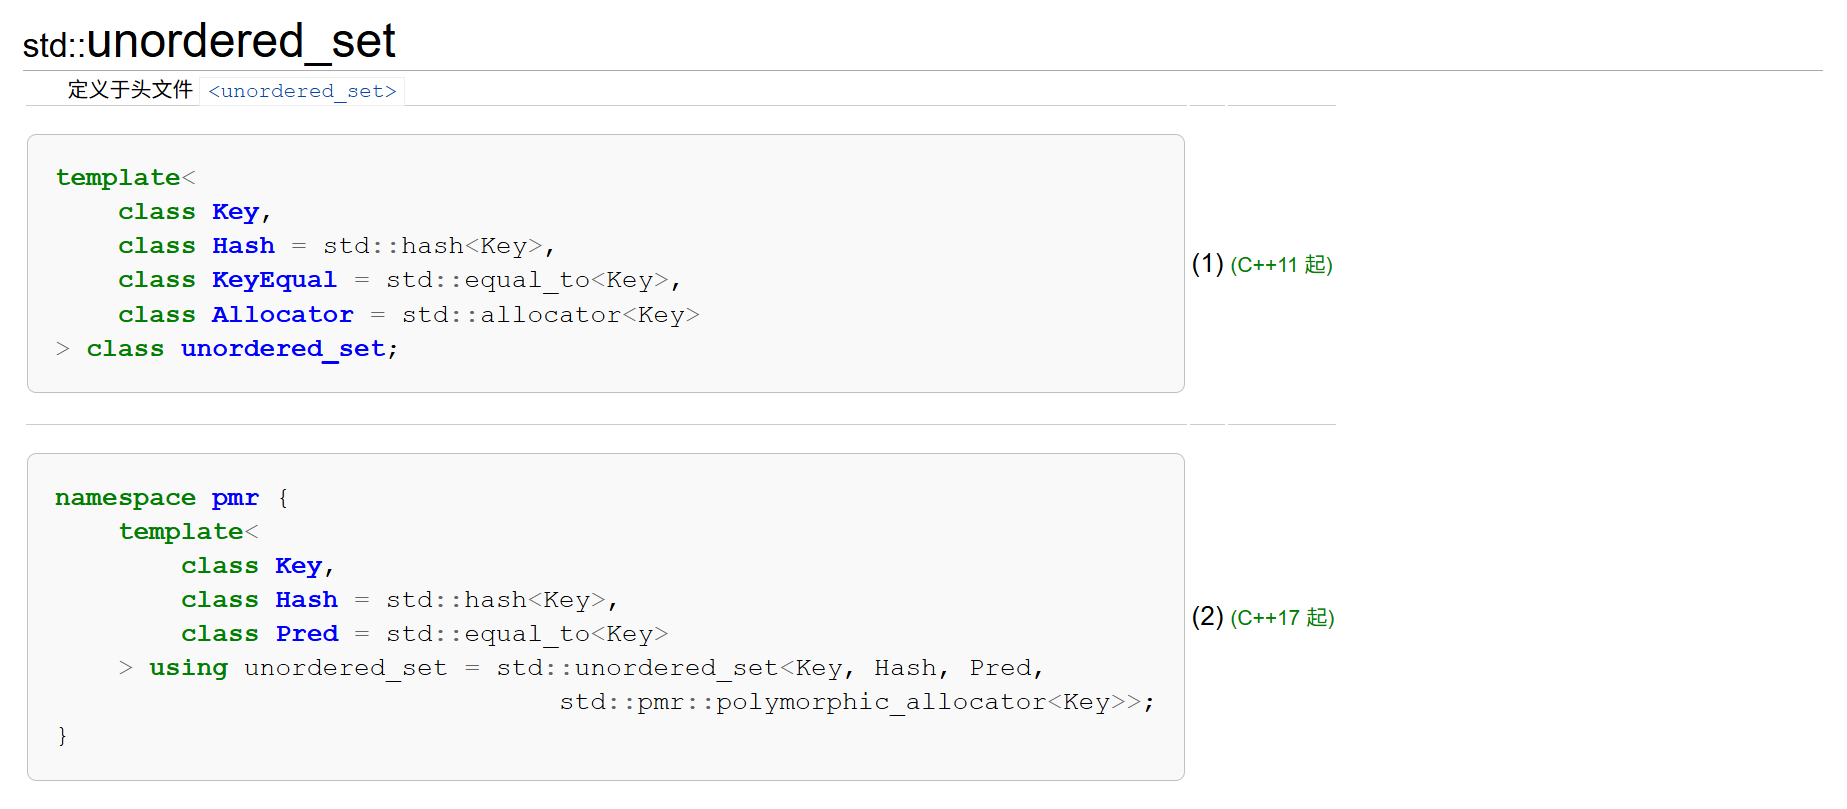 std::unordered_set
定义于头文件 <unordered_set>
template<
    class Key,
    class Hash = std::hash<Key>,
    class KeyEqual = std::equal_to<Key>,
    class Allocator = std::allocator<Key>
> class unordered_set;
(1) (C++11 起)
namespace pmr {
    template<
        class Key,
        class Hash = std::hash<Key>,
        class Pred = std::equal_to<Key>
    > using unordered_set = std::unordered_set<Key, Hash, Pred,
                                std::pmr::polymorphic_allocator<Key>>;
}
(2) (C++17 起)